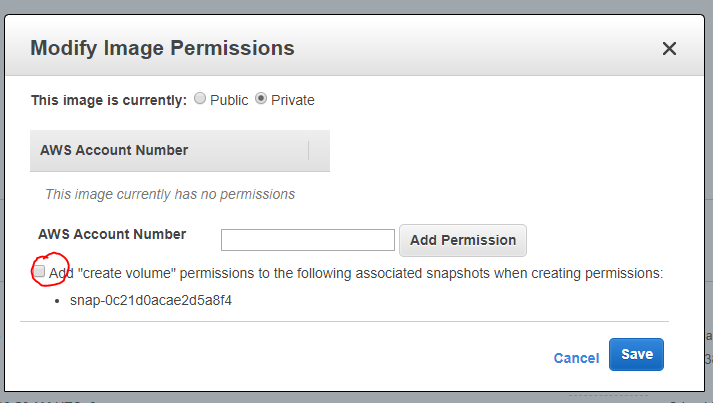 Modify Image Permissions
This image is currently: Public Private
AWS Account Number
This image currently has no permissions
AWS Account Number Add Permission
Add "create volume" permissions to the following associated snapshots when creating permissions:
• snap-0c21d0acae2d5a8f4
Cancel Save